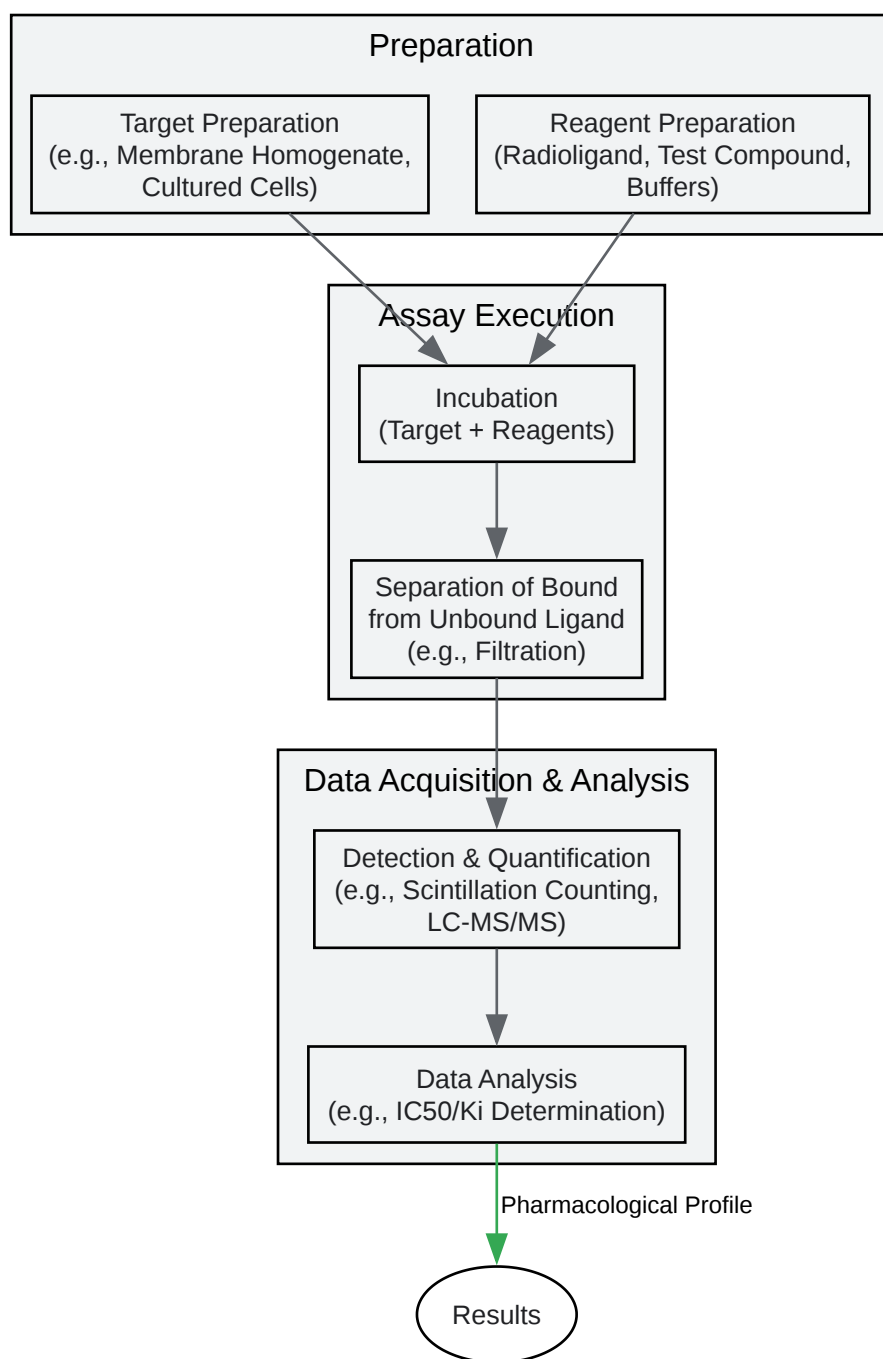 Preparation
Target Preparation
(e.g., Membrane Homogenate,
Cultured Cells)
Reagent Preparation
(Radioligand, Test Compound,
Buffers)
Assay Execution
Incubation
(Target + Reagents)
Separation of Bound
from Unbound Ligand
(e.g., Filtration)
Data Acquisition & Analysis
Detection & Quantification
(e.g., Scintillation Counting,
LC-MS/MS)
Data Analysis
(e.g., IC50/Ki Determination)
Pharmacological Profile
Results